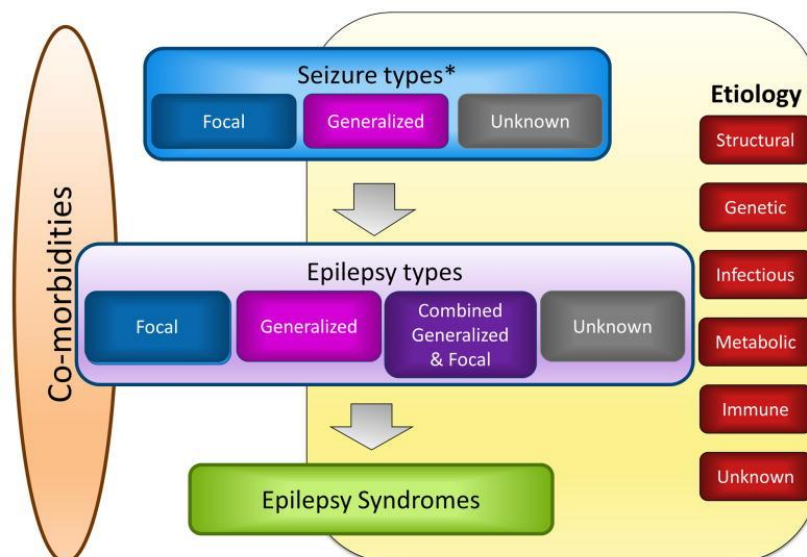 Co-morbidities
Seizure types*
Focal
Generalized
Unknown
Epilepsy types
Focal
Generalized
Combined
Generalized
& Focal
Unknown
Epilepsy Syndromes
Etiology
Structural
Genetic
Infectious
Metabolic
Immune
Unknown